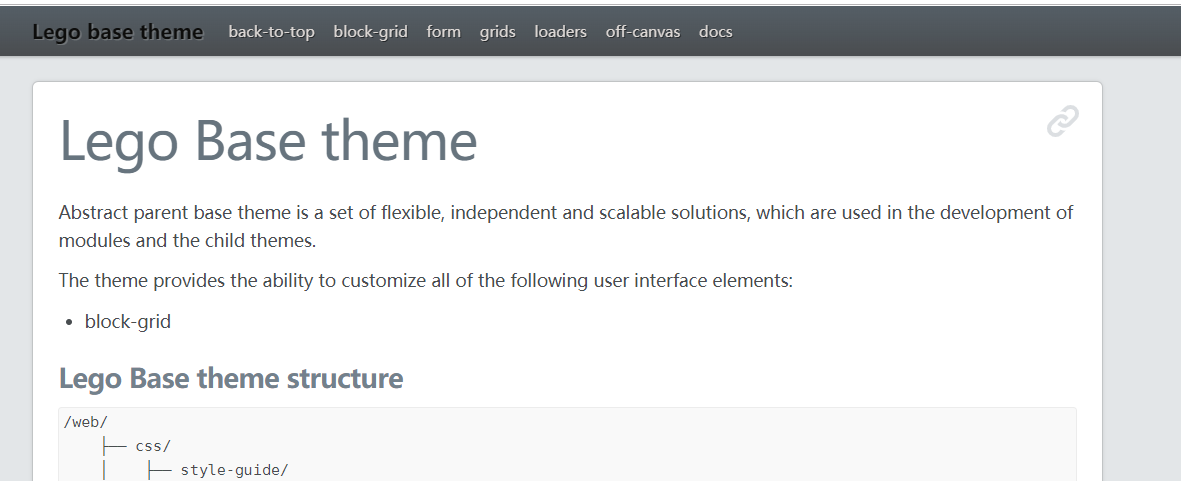 Lego base theme back-to-top block-grid form grids loaders off-canvas docs
Lego Base theme
Abstract parent base theme is a set of flexible, independent and scalable solutions, which are used in the development of
modules and the child themes.
The theme provides the ability to customize all of the following user interface elements:
• block-grid
Lego Base theme structure
/web/
├── css/
│   ├── style-guide/